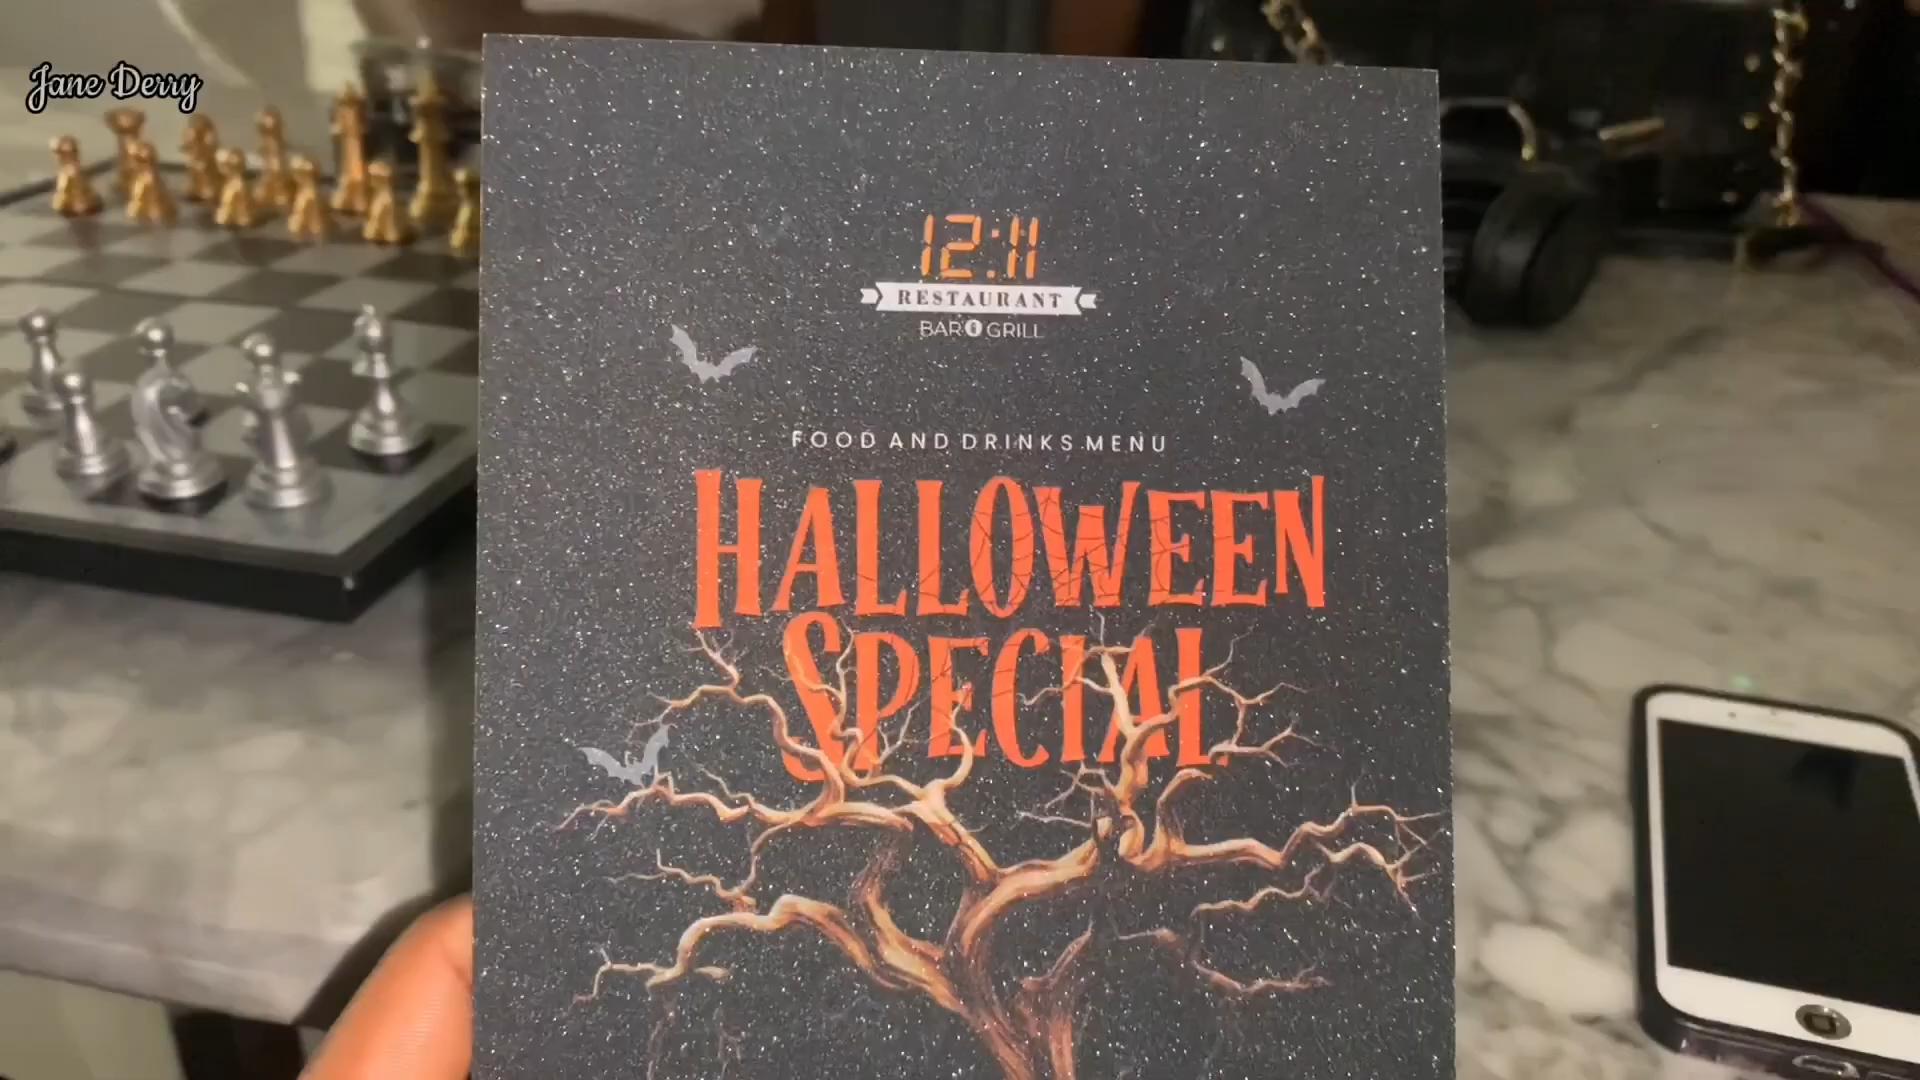 Jane Derry
12:11
RESTAURANT
BAR GRILL
FOOD AND DRINKS MENU
HALLOWEEN
SPECIAL